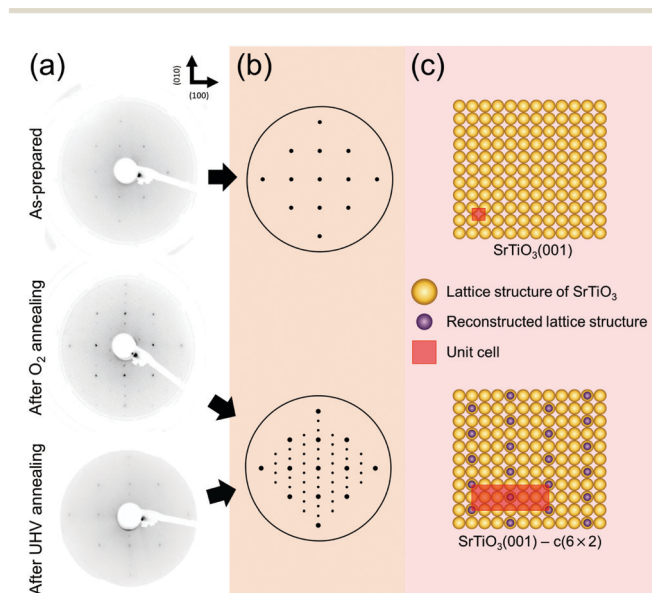 (a)
(b)
(c)
(010)
(100)
As-prepared
After O₂ annealing
After UHV annealing
SrTiO₃(001)
Lattice structure of SrTiO₃
Reconstructed lattice structure
Unit cell
SrTiO₃(001) – c(6×2)